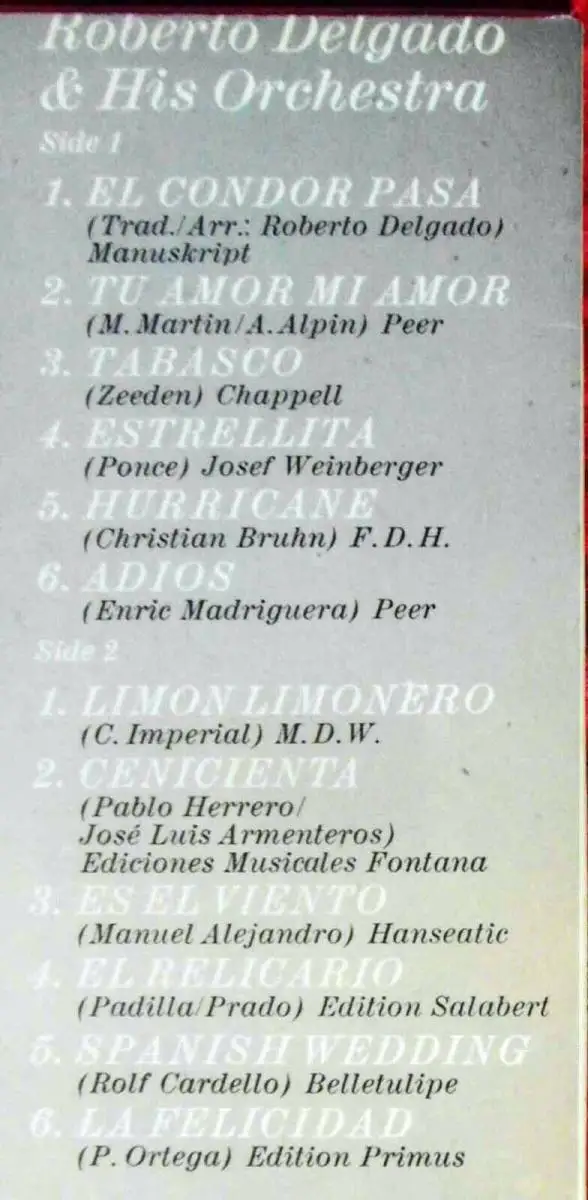 Roberto Delgado
& His Orchestra
Side 1
1. EL CONDOR PASA
(Trad./Arr.: Roberto Delgado)
Manuskript
2. TU AMOR MI AMOR
(M. Martin/A. Alpin) Peer
3. TABASCO
(Zeeden) Chappell
4. ESTRELLITA
(Ponce) Josef Weinberger
5. HURRICANE
(Christian Bruhn) F.D.H.
6. ADIOS
(Enric Madriguera) Peer
Side 2
1. LIMON LIMONERO
(C. Imperial) M.D.W.
2. CENICIENTA
(Pablo Herrero/
José Luis Armenteros)
Ediciones Musicales Fontana
3. ES EL VIENTO
(Manuel Alejandro) Hanseatic
4. EL RELICARIO
(Padilla/Prado) Edition Salabert
5. SPANISH WEDDING
(Rolf Cardello) Belletulipe
6. LA FELICIDAD
(P. Ortega) Edition Primus